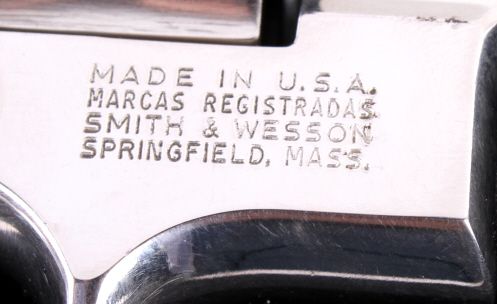 MADE IN U.S.A.
MARCAS REGISTRADAS.
SMITH & WESSON
SPRINGFIELD, MASS.